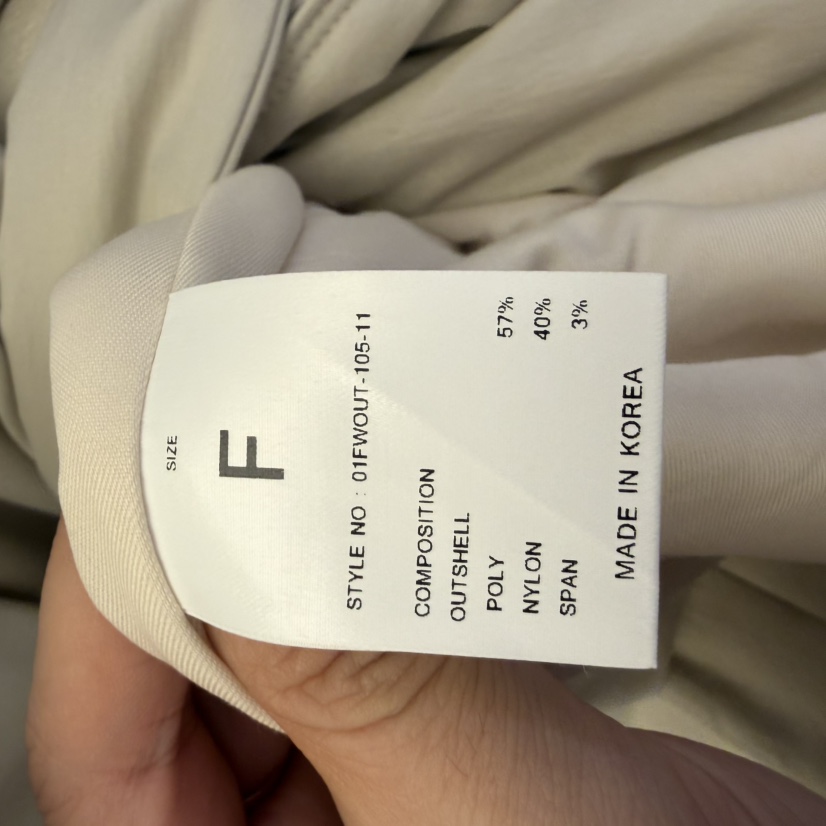 SIZE
F
STYLE NO : 01FWOUT-105-11
COMPOSITION
OUTSHELL
POLY 57%
NYLON 40%
SPAN 3%
MADE IN KOREA